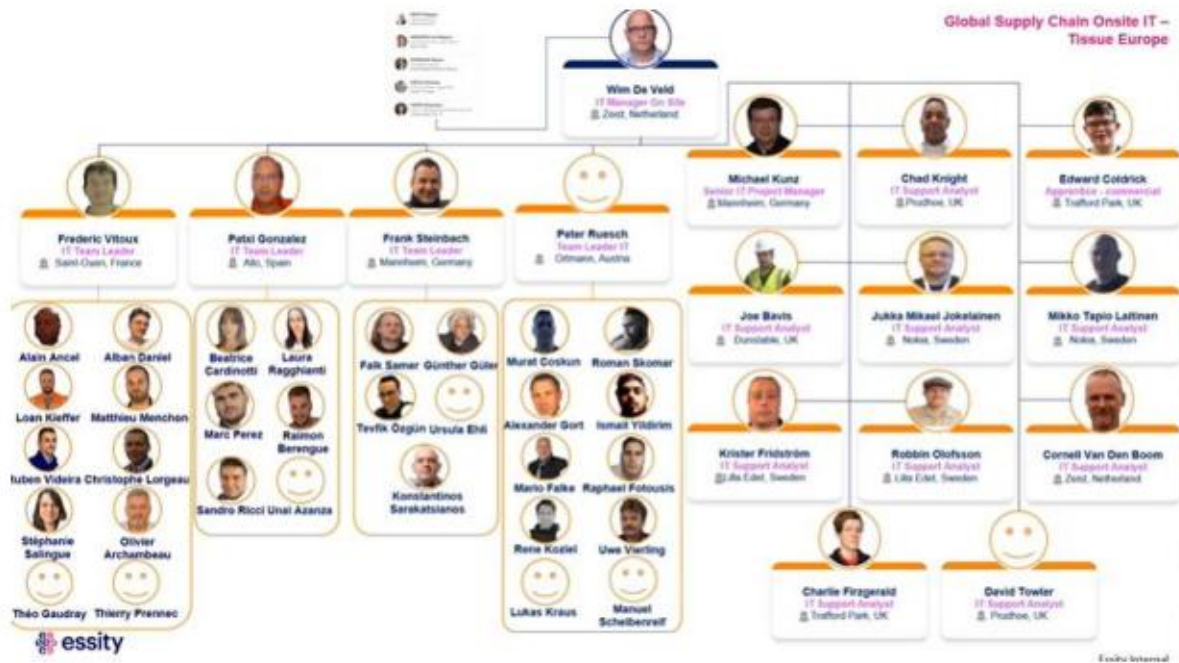 Global Supply Chain Onsite IT –
Tissue Europe
Wim De Veld
IT Manager On Site
Zeist, Netherland
Frederic Vitoux
IT Team Leader
Saint-Ouen, France
Patxi Gonzalez
IT Team Leader
Allo, Spain
Frank Steinbach
IT Team Leader
Mannheim, Germany
Peter Ruesch
Team Leader IT
Ortmann, Austria
Michael Kunz
Senior IT Project Manager
Mannheim, Germany
Chad Knight
IT Support Analyst
Prudhoe, UK
Edward Coldrick
Apprentice - commercial
Trafford Park, UK
Joe Bavis
IT Support Analyst
Dunstable, UK
Jukka Mikael Jokelainen
IT Support Analyst
Nokia, Sweden
Mikko Tapio Laitinen
IT Support Analyst
Nokia, Sweden
Krister Fridström
IT Support Analyst
Lilla Edet, Sweden
Robbin Olofsson
IT Support Analyst
Lilla Edet, Sweden
Cornell Van Den Boom
IT Support Analyst
Zeist, Netherland
Charlie Firzgerald
IT Support Analyst
Trafford Park, UK
David Towler
IT Support Analyst
Prudhoe, UK
Alain Ancel
Alban Daniel
Loan Kieffer
Matthieu Menchon
Ruben Videira
Christophe Lorgeau
Stéphanie
Salingue
Olivier
Archambeau
Théo Gaudray
Thierry Prennec
Beatrice
Cardinotti
Laura
Ragghianti
Marc Perez
Raimon
Berengue
Sandro Ricci
Unai Azanza
Falk Samer
Günther Güler
Tevfik Özgün
Ursula Ehli
Konstantinos
Sarakatsianos
Murat Coskun
Roman Skomar
Alexander Gort
Ismail Yildirim
Mario Falke
Raphael Fotousis
Rene Koziel
Uwe Vierling
Lukas Kraus
Manuel
Scheibenreif
essity
Essity Internal